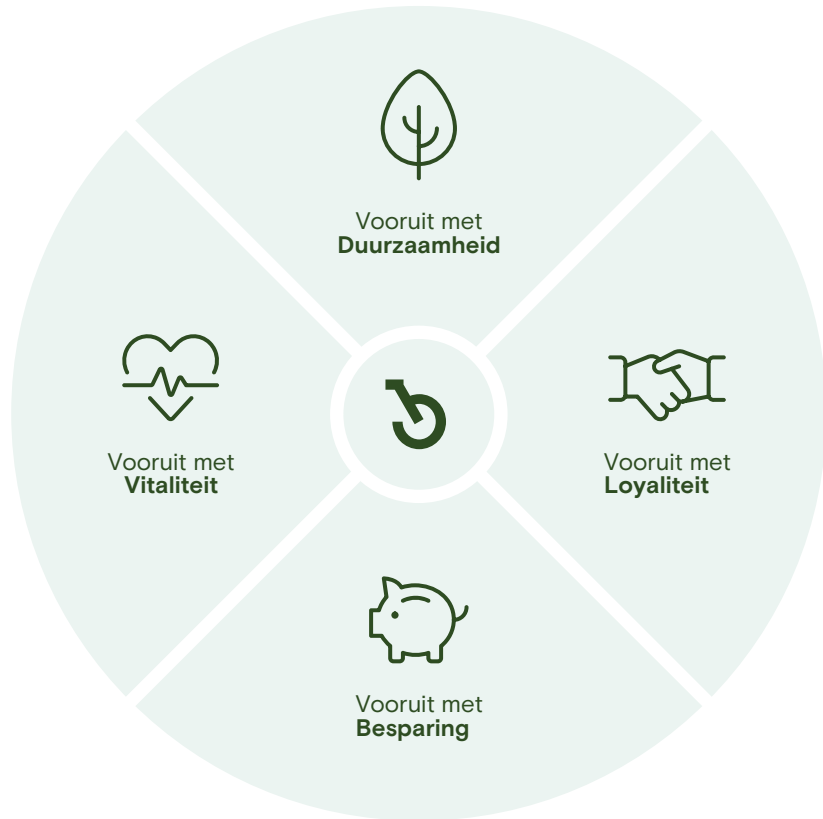 Vooruit met
Duurzaamheid
Vooruit met
Vitaliteit
Vooruit met
Loyaliteit
Vooruit met
Besparing